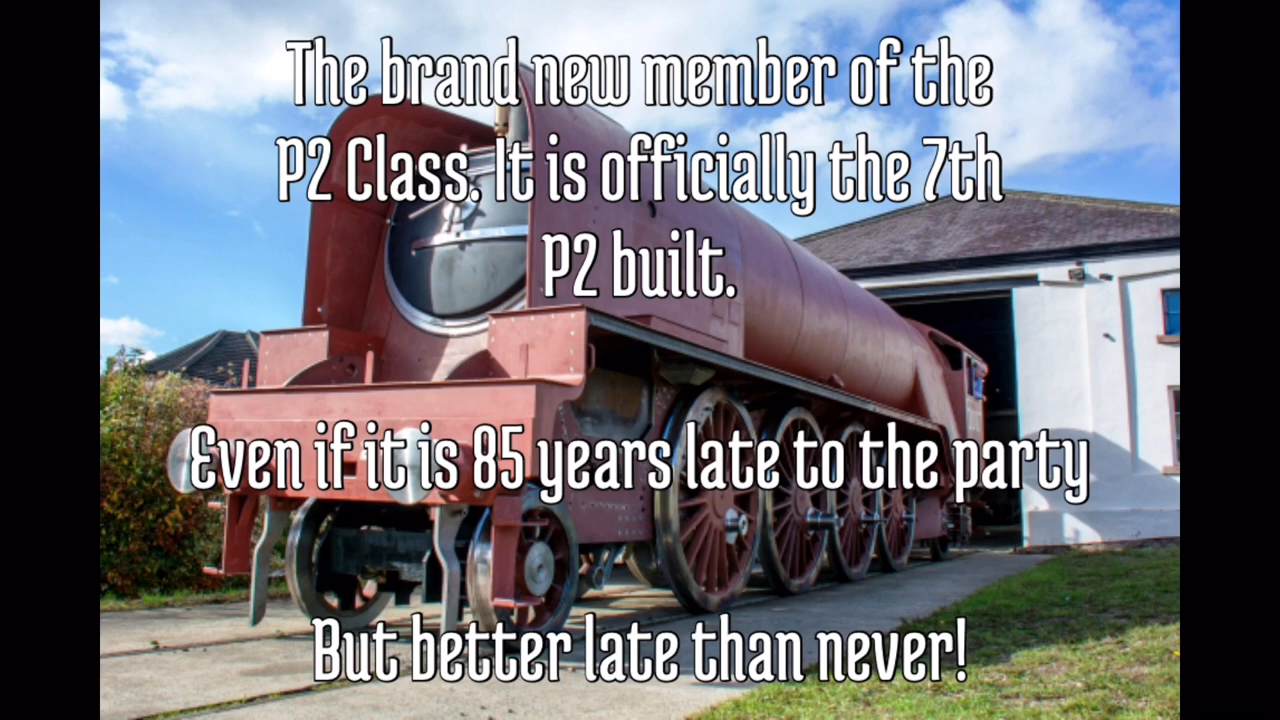 The brand new member of the
P2 Class. It is officially the 7th
P2 built.
Even if it is 85 years late to the party
But better late than never!